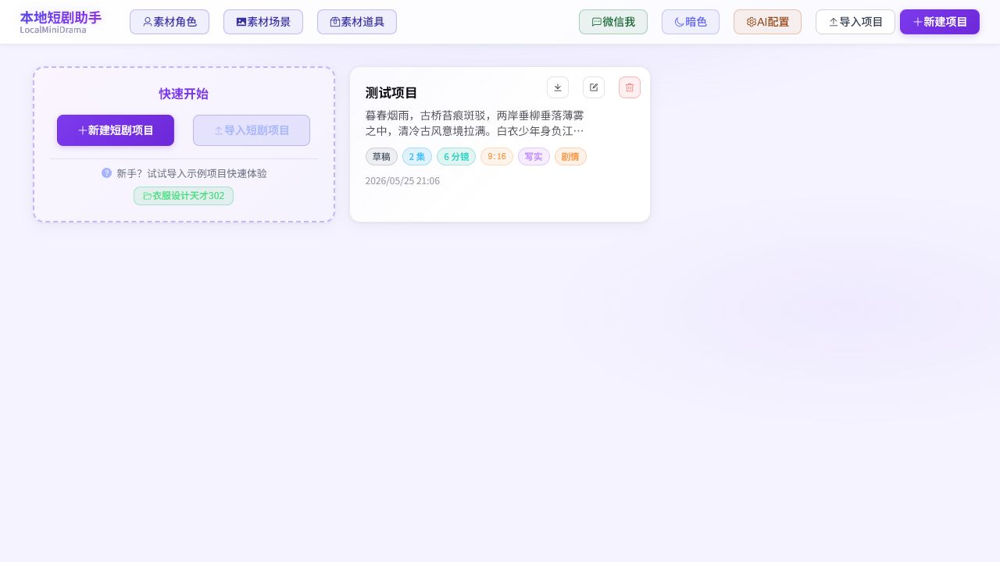 本地短剧助手
LocalMiniDrama
素材角色
素材场景
素材道具
微信我
暗色
AI配置
导入项目
新建项目
快速开始
新建短剧项目
导入短剧项目
新手？试试导入示例项目快速体验
衣服设计天才302
测试项目
暮春烟雨，古桥苔痕斑驳，两岸垂柳垂落薄雾
之中，清冷古风意境拉满。白衣少年身负江…
草稿
2 集
6 分镜
9:16
写实
剧情
2026/05/25 21:06